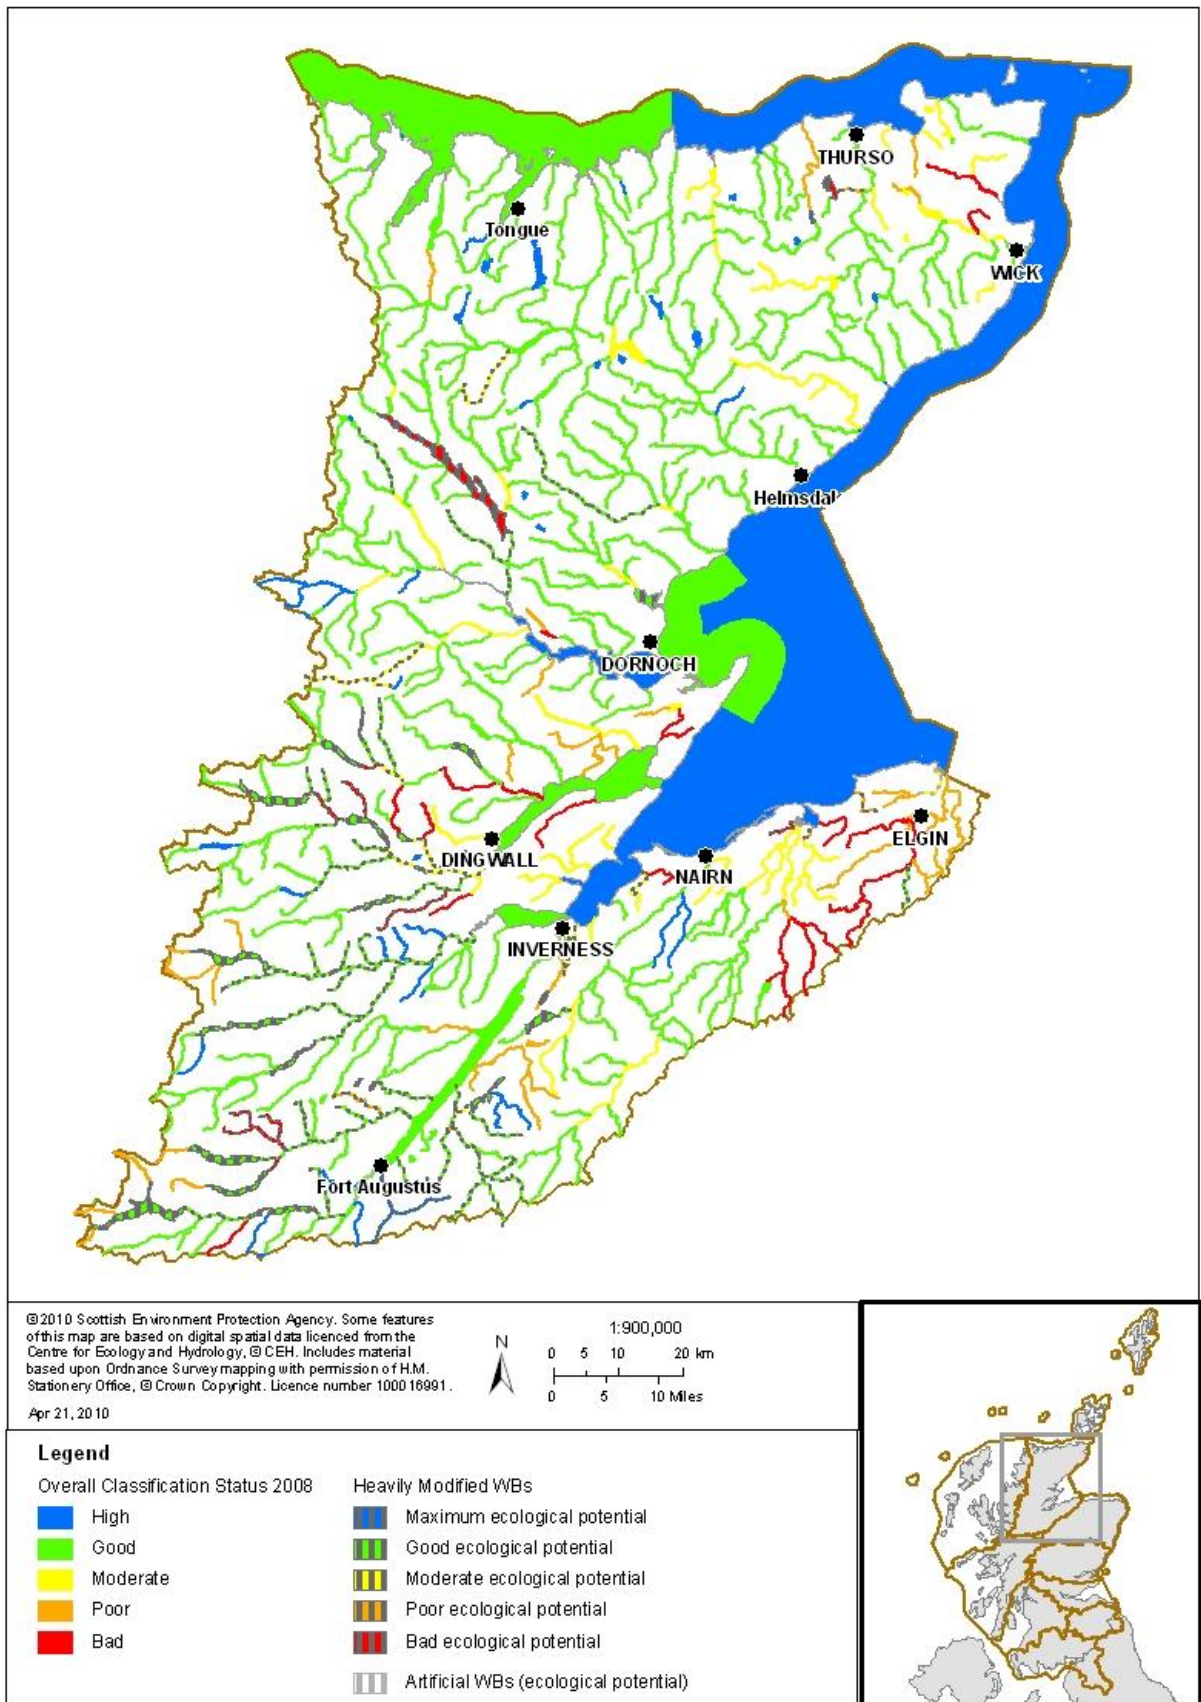 THURSO
Tongue
WICK
Helmsdal
DORNOCH
ELGIN
DINGWALL
NAIRN
INVERNESS
Fort Augustus
©2010 Scottish Environment Protection Agency. Some features
of this map are based on digital spatial data licenced from the
Centre for Ecology and Hydrology, © CEH. Includes material
based upon Ordnance Survey mapping with permission of H.M.
Stationery Office, © Crown Copyright. Licence number 100016991.
Apr 21, 2010
N
1:900,000
0 5 10 20 km
0 5 10 Miles
Legend
Overall Classification Status 2008
High
Good
Moderate
Poor
Bad
Heavily Modified WBs
Maximum ecological potential
Good ecological potential
Moderate ecological potential
Poor ecological potential
Bad ecological potential
Artificial WBs (ecological potential)